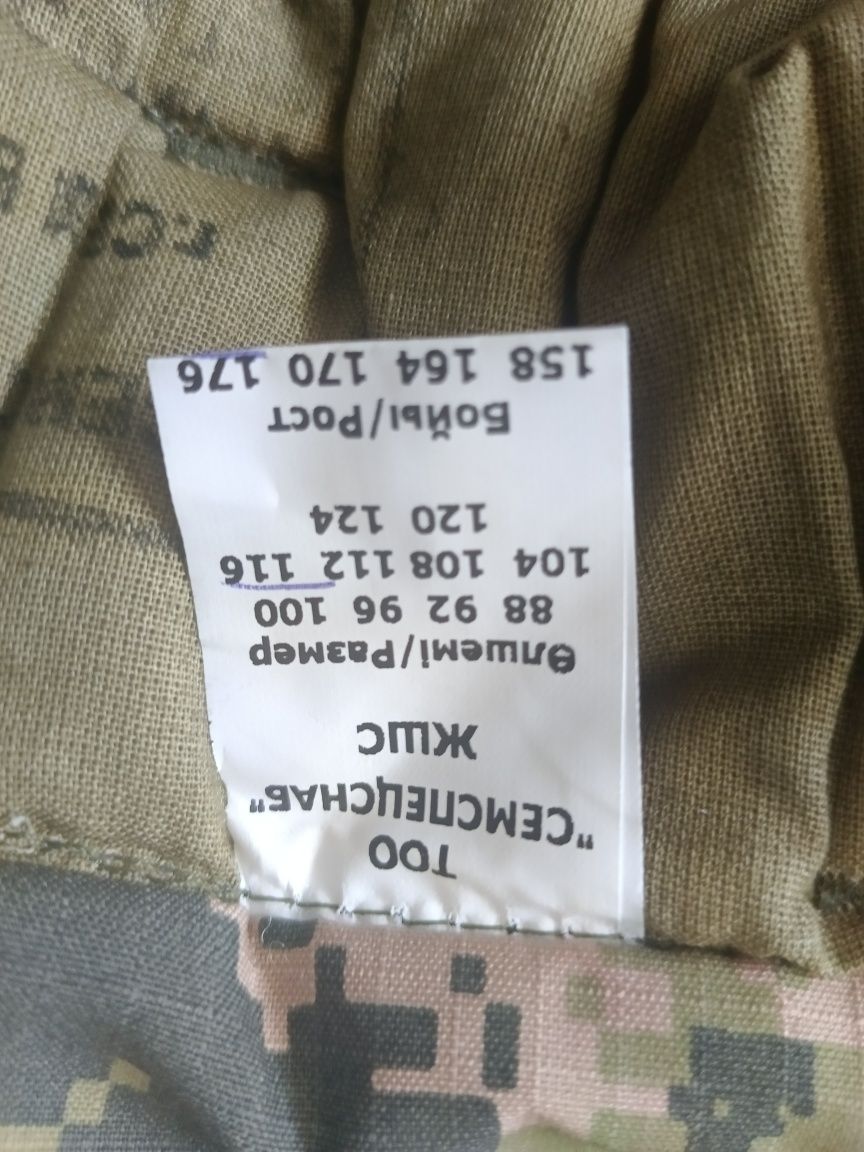 ТОО
"СЕМСПЕЦСНАБ"
ЖШС
Өлшемі/Размер
88 92 96 100
104 108 112 116
120 124
Бойы/Рост
158 164 170 176